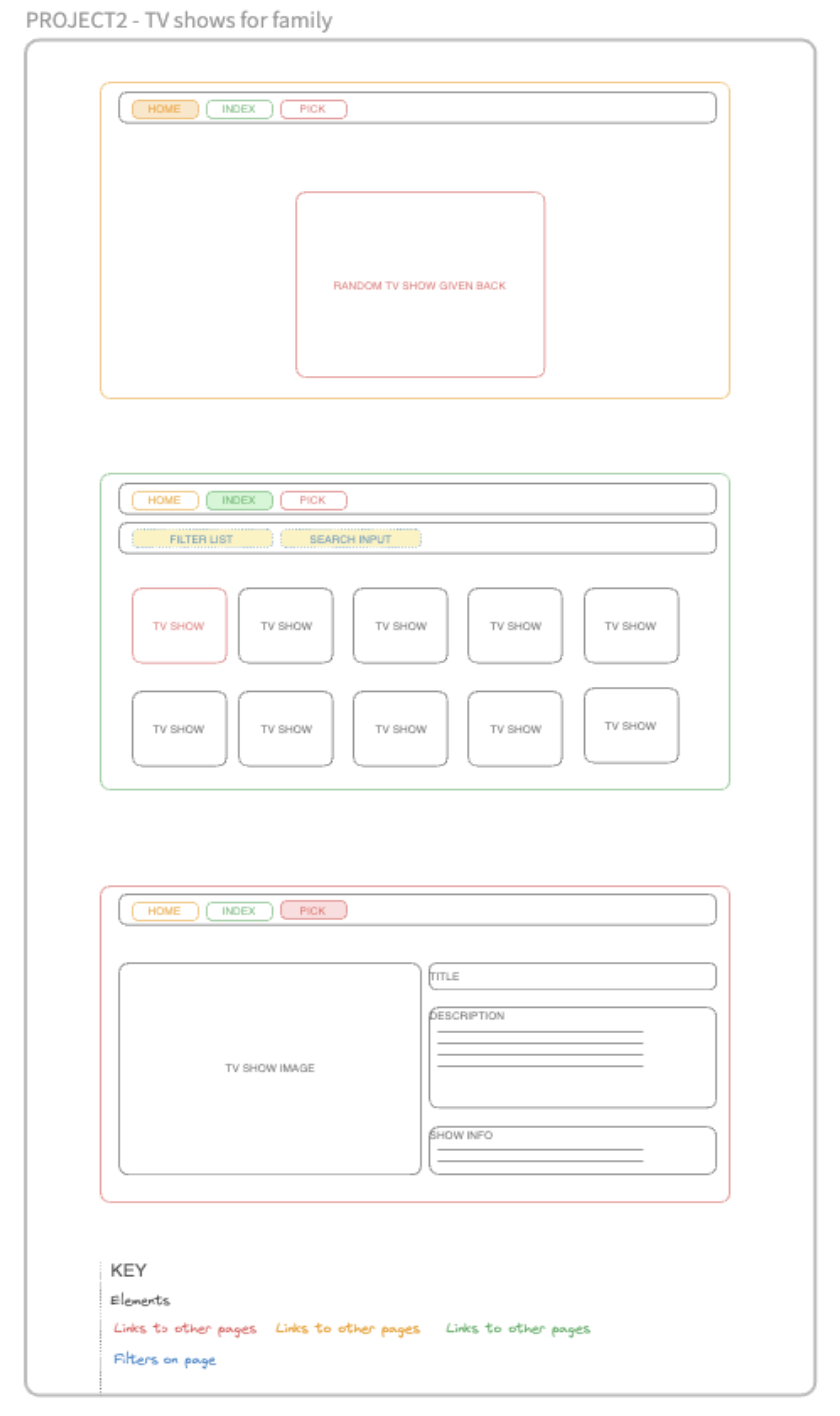 PROJECT2 - TV shows for family
HOME INDEX PICK
RANDOM TV SHOW GIVEN BACK
HOME INDEX PICK
FILTER LIST SEARCH INPUT
TV SHOW TV SHOW TV SHOW TV SHOW TV SHOW
TV SHOW TV SHOW TV SHOW TV SHOW TV SHOW
HOME INDEX PICK
TITLE
DESCRIPTION
TV SHOW IMAGE
SHOW INFO
KEY
Elements
Links to other pages Links to other pages Links to other pages
Filters on page